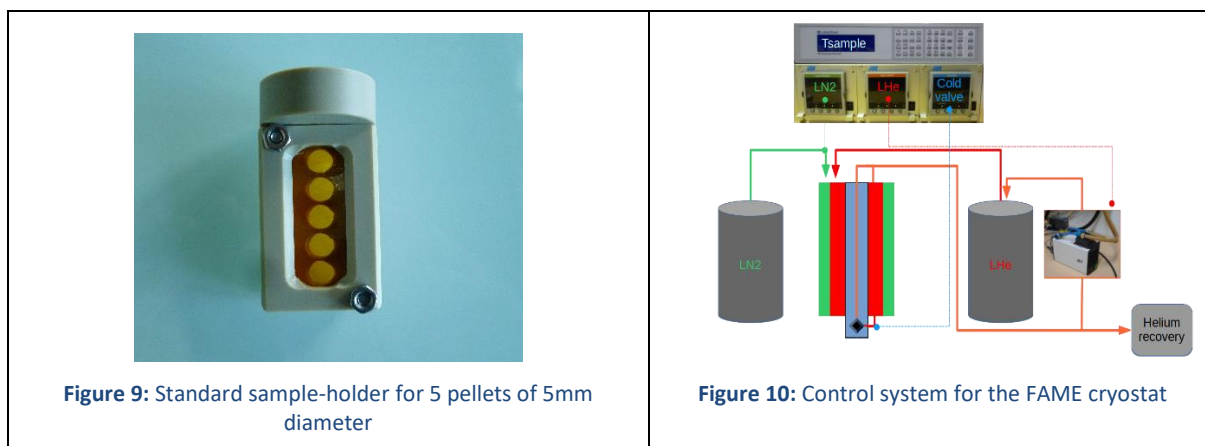 Tsample
LN2
LHe
Cold
valve
LN2
LHe
Helium
recovery
Figure 9: Standard sample-holder for 5 pellets of 5mm
diameter
Figure 10: Control system for the FAME cryostat